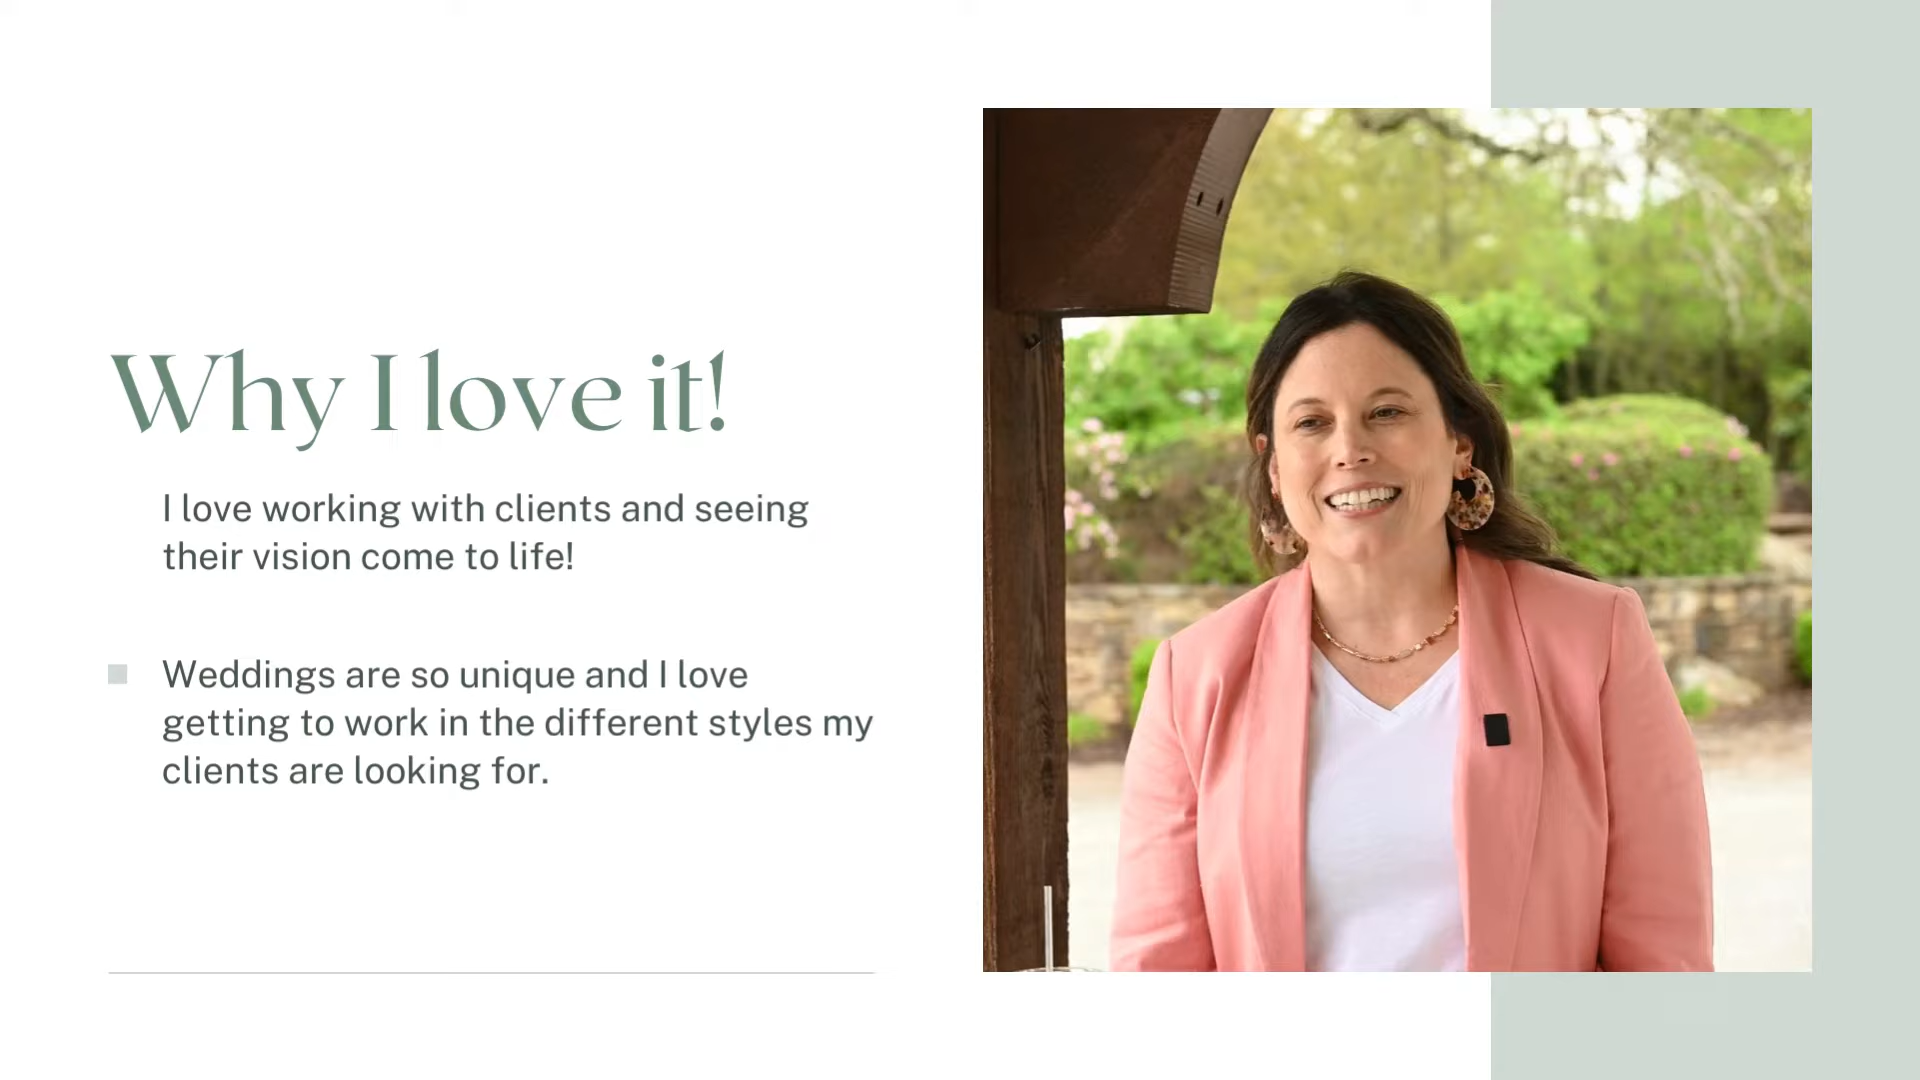 Why I love it!
I love working with clients and seeing
their vision come to life!
Weddings are so unique and I love
getting to work in the different styles my
clients are looking for.